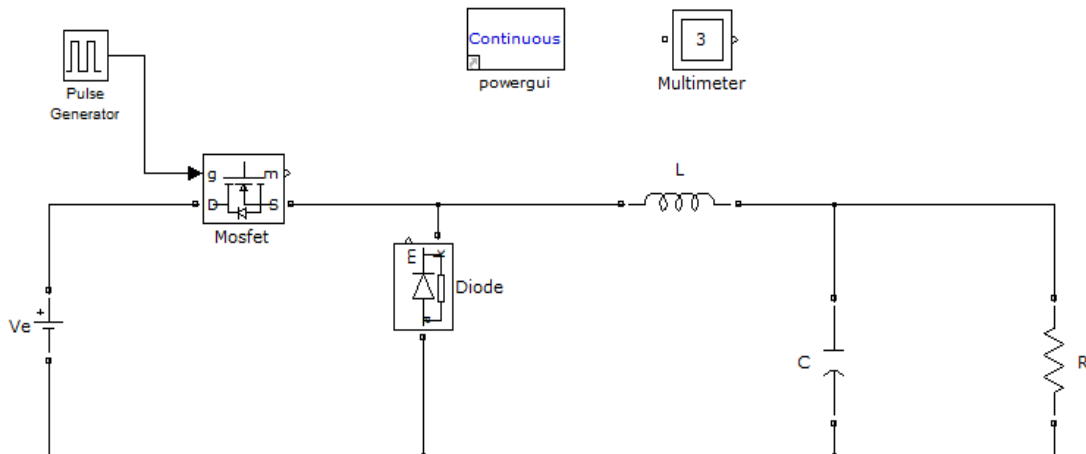 Continuous
powergui
3
Multimeter
Pulse
Generator
g
m
D
S
Mosfet
L
E
k
Diode
+
Ve
C
R